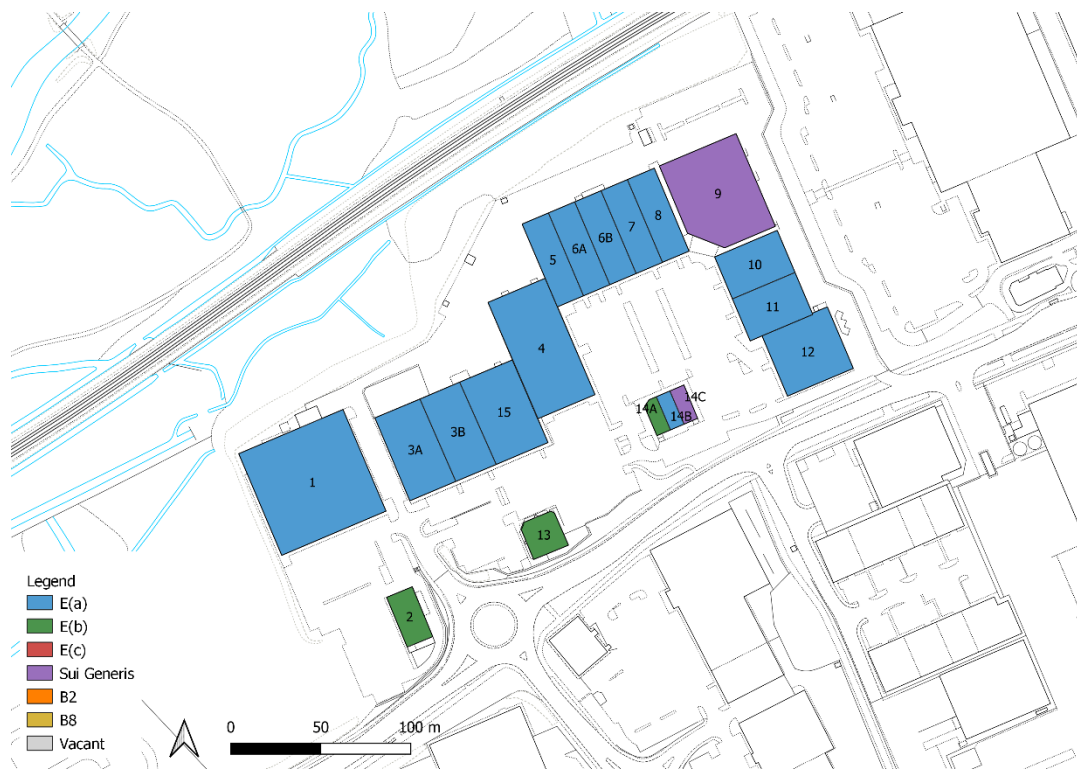 9
8
7
6B
6A
5
10
11
12
4
14A
14B
14C
15
3B
3A
1
13
2
Legend
E(a)
E(b)
E(c)
Sui Generis
B2
B8
Vacant
0 50 100 m